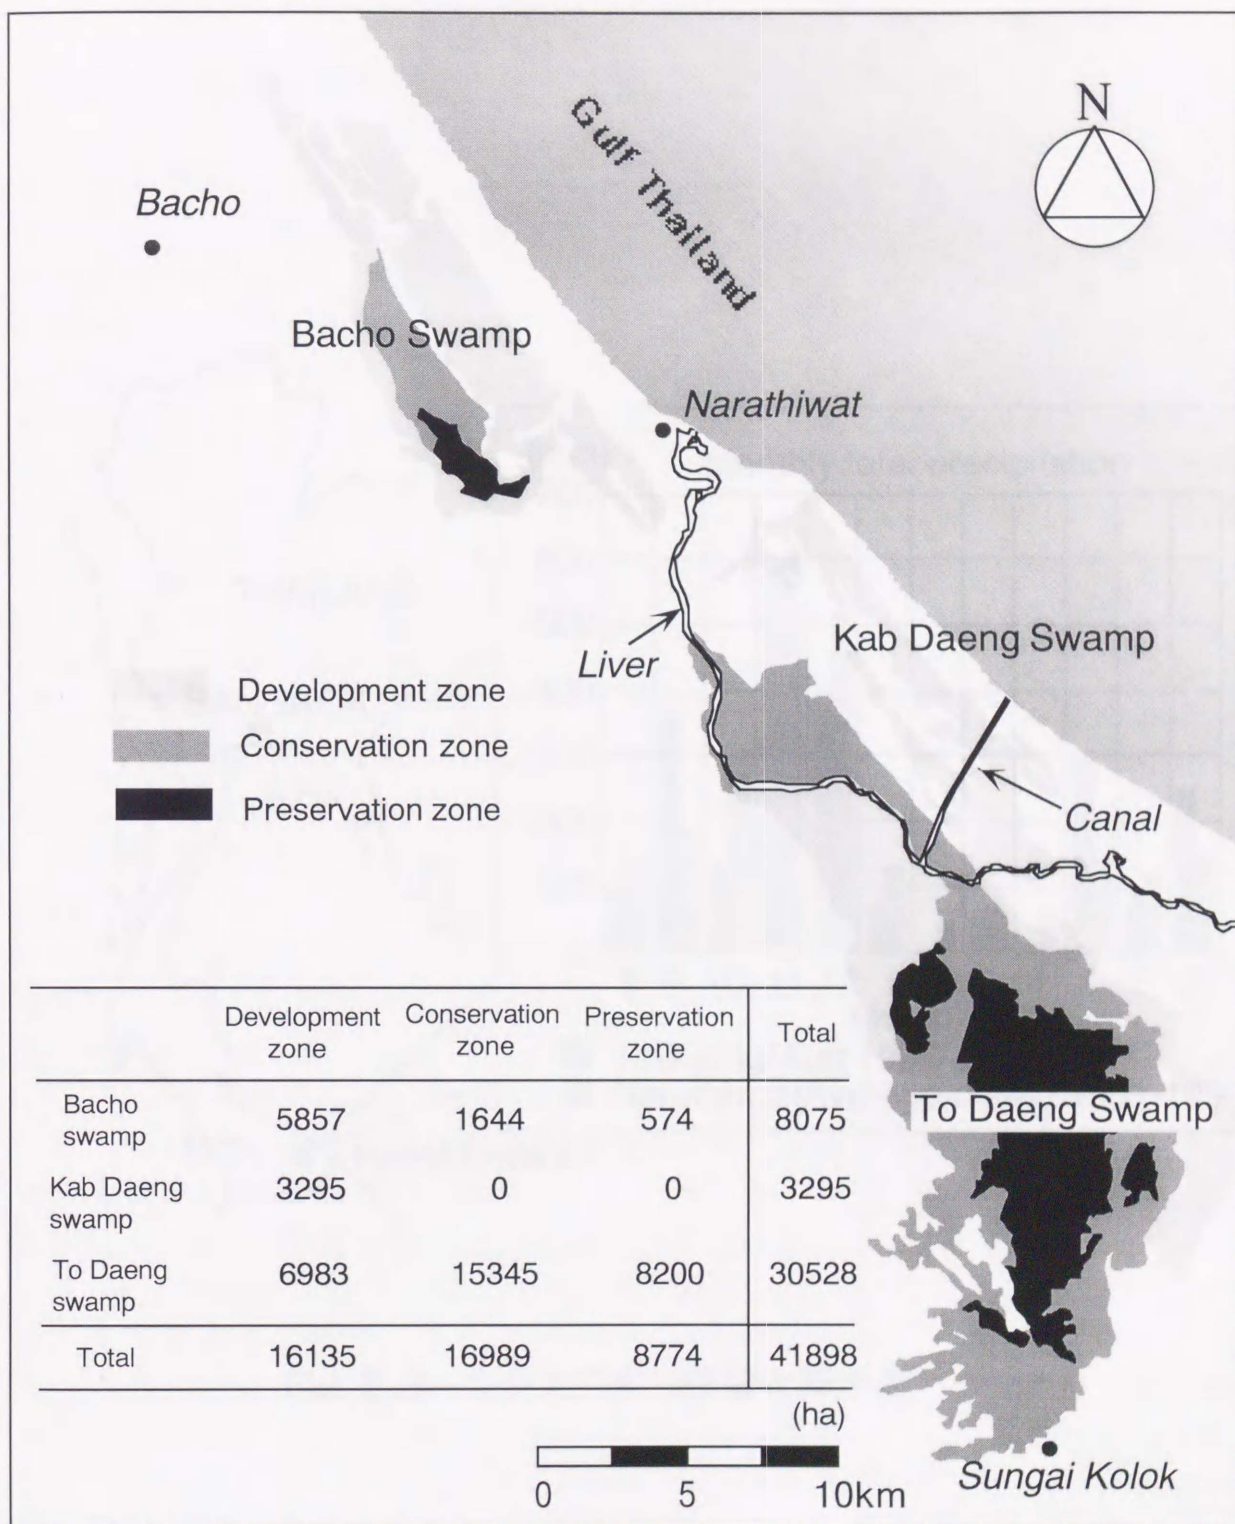 N
Gulf Thailand
Bacho
Bacho Swamp
Narathiwat
Kab Daeng Swamp
Liver
Development zone
Conservation zone
Preservation zone
Canal
Development zone Conservation zone Preservation zone Total
Bacho swamp 5857 1644 574 8075
Kab Daeng swamp 3295 0 0 3295
To Daeng swamp 6983 15345 8200 30528
Total 16135 16989 8774 41898
(ha)
To Daeng Swamp
0 5 10km
Sungai Kolok